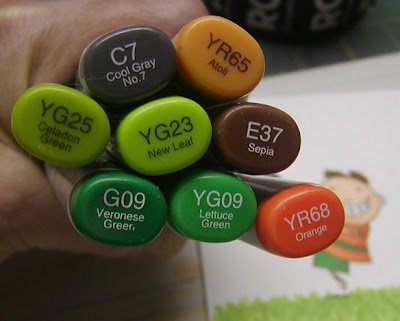 C7
Cool Gray
No.7
YR65
Atoll
YG25
Celadon
Green
YG23
New Leaf
E37
Sepia
G09
Veronese
Green
YG09
Lettuce
Green
YR68
Orange